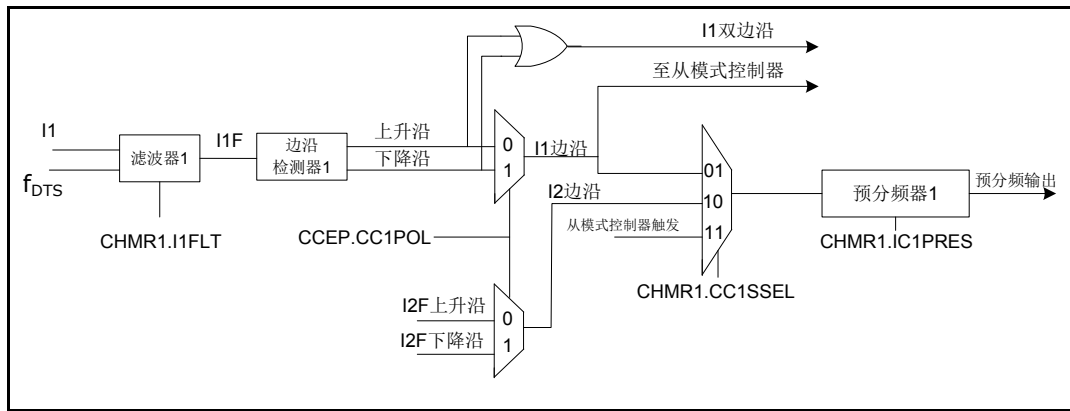 I1双边沿
至从模式控制器
I1
f_DTS
滤波器1
I1F
边沿
检测器1
上升沿
下降沿
0
1
I1边沿
I2边沿
从模式控制器触发
01
10
11
预分频器1
预分频输出
CHMR1.I1FLT
CCEP.CC1POL
CHMR1.IC1PRES
CHMR1.CC1SSEL
I2F上升沿
I2F下降沿
0
1